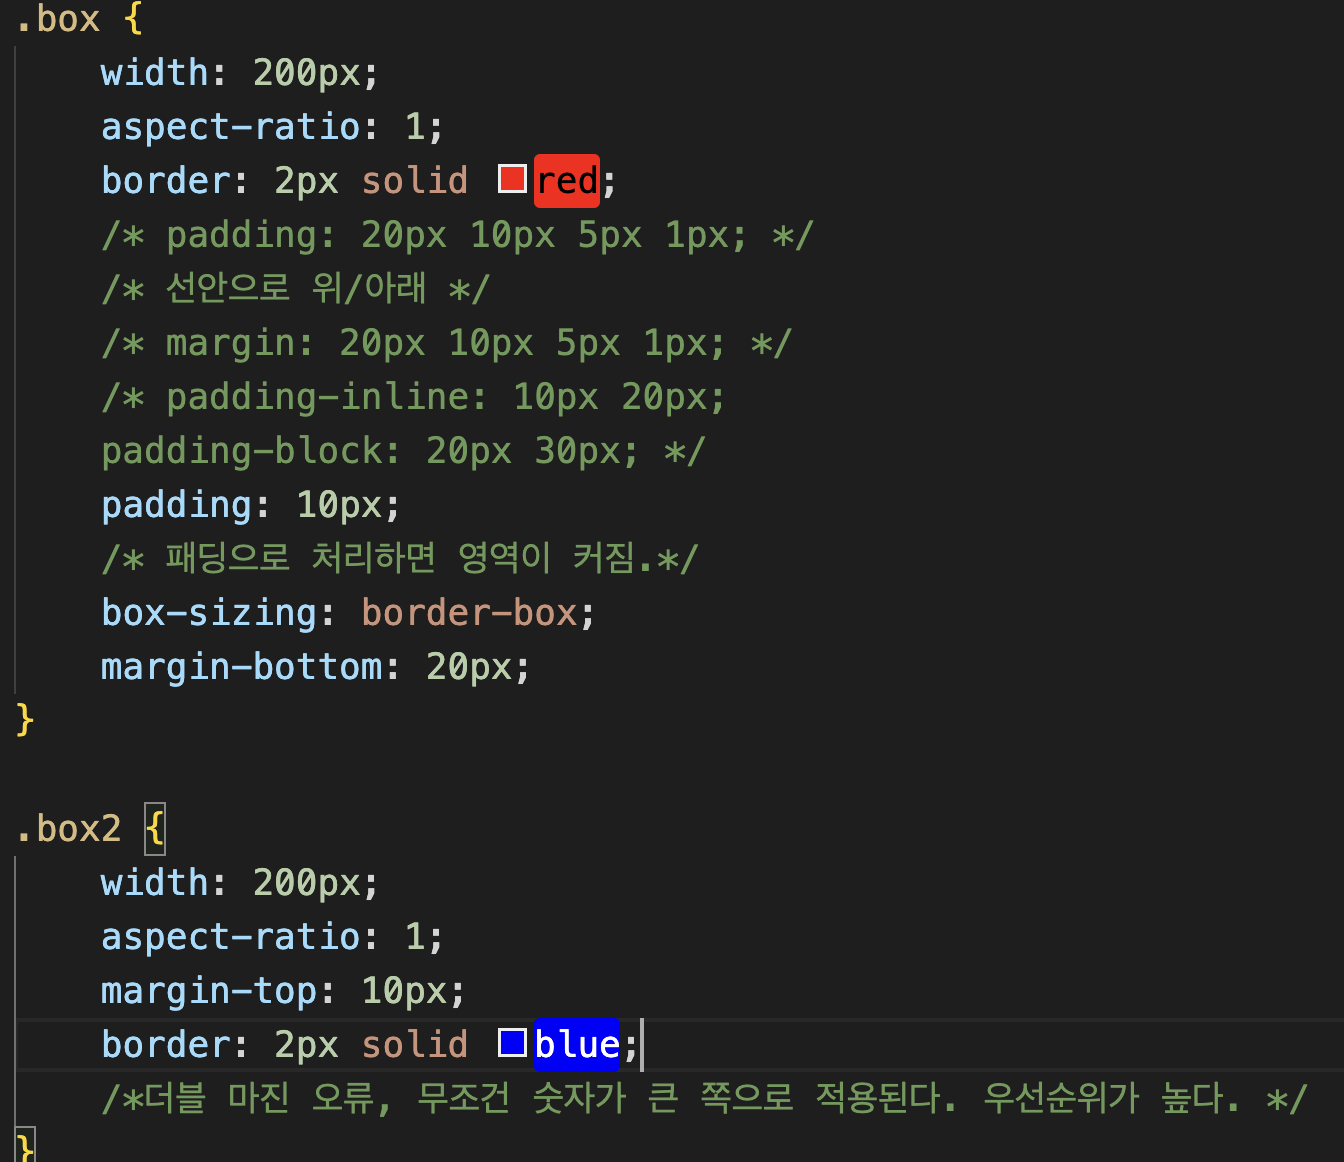 .box {
width: 200px;
aspect-ratio: 1;
border: 2px solid red;
/* padding: 20px 10px 5px 1px; */
/* 선안으로 위/아래 */
/* margin: 20px 10px 5px 1px; */
/* padding-inline: 10px 20px;
padding-block: 20px 30px; */
padding: 10px;
/* 패딩으로 처리하면 영역이 커짐.*/
box-sizing: border-box;
margin-bottom: 20px;
}
.box2 {
width: 200px;
aspect-ratio: 1;
margin-top: 10px;
border: 2px solid blue;
/*더블 마진 오류, 무조건 숫자가 큰 쪽으로 적용된다. 우선순위가 높다. */
}